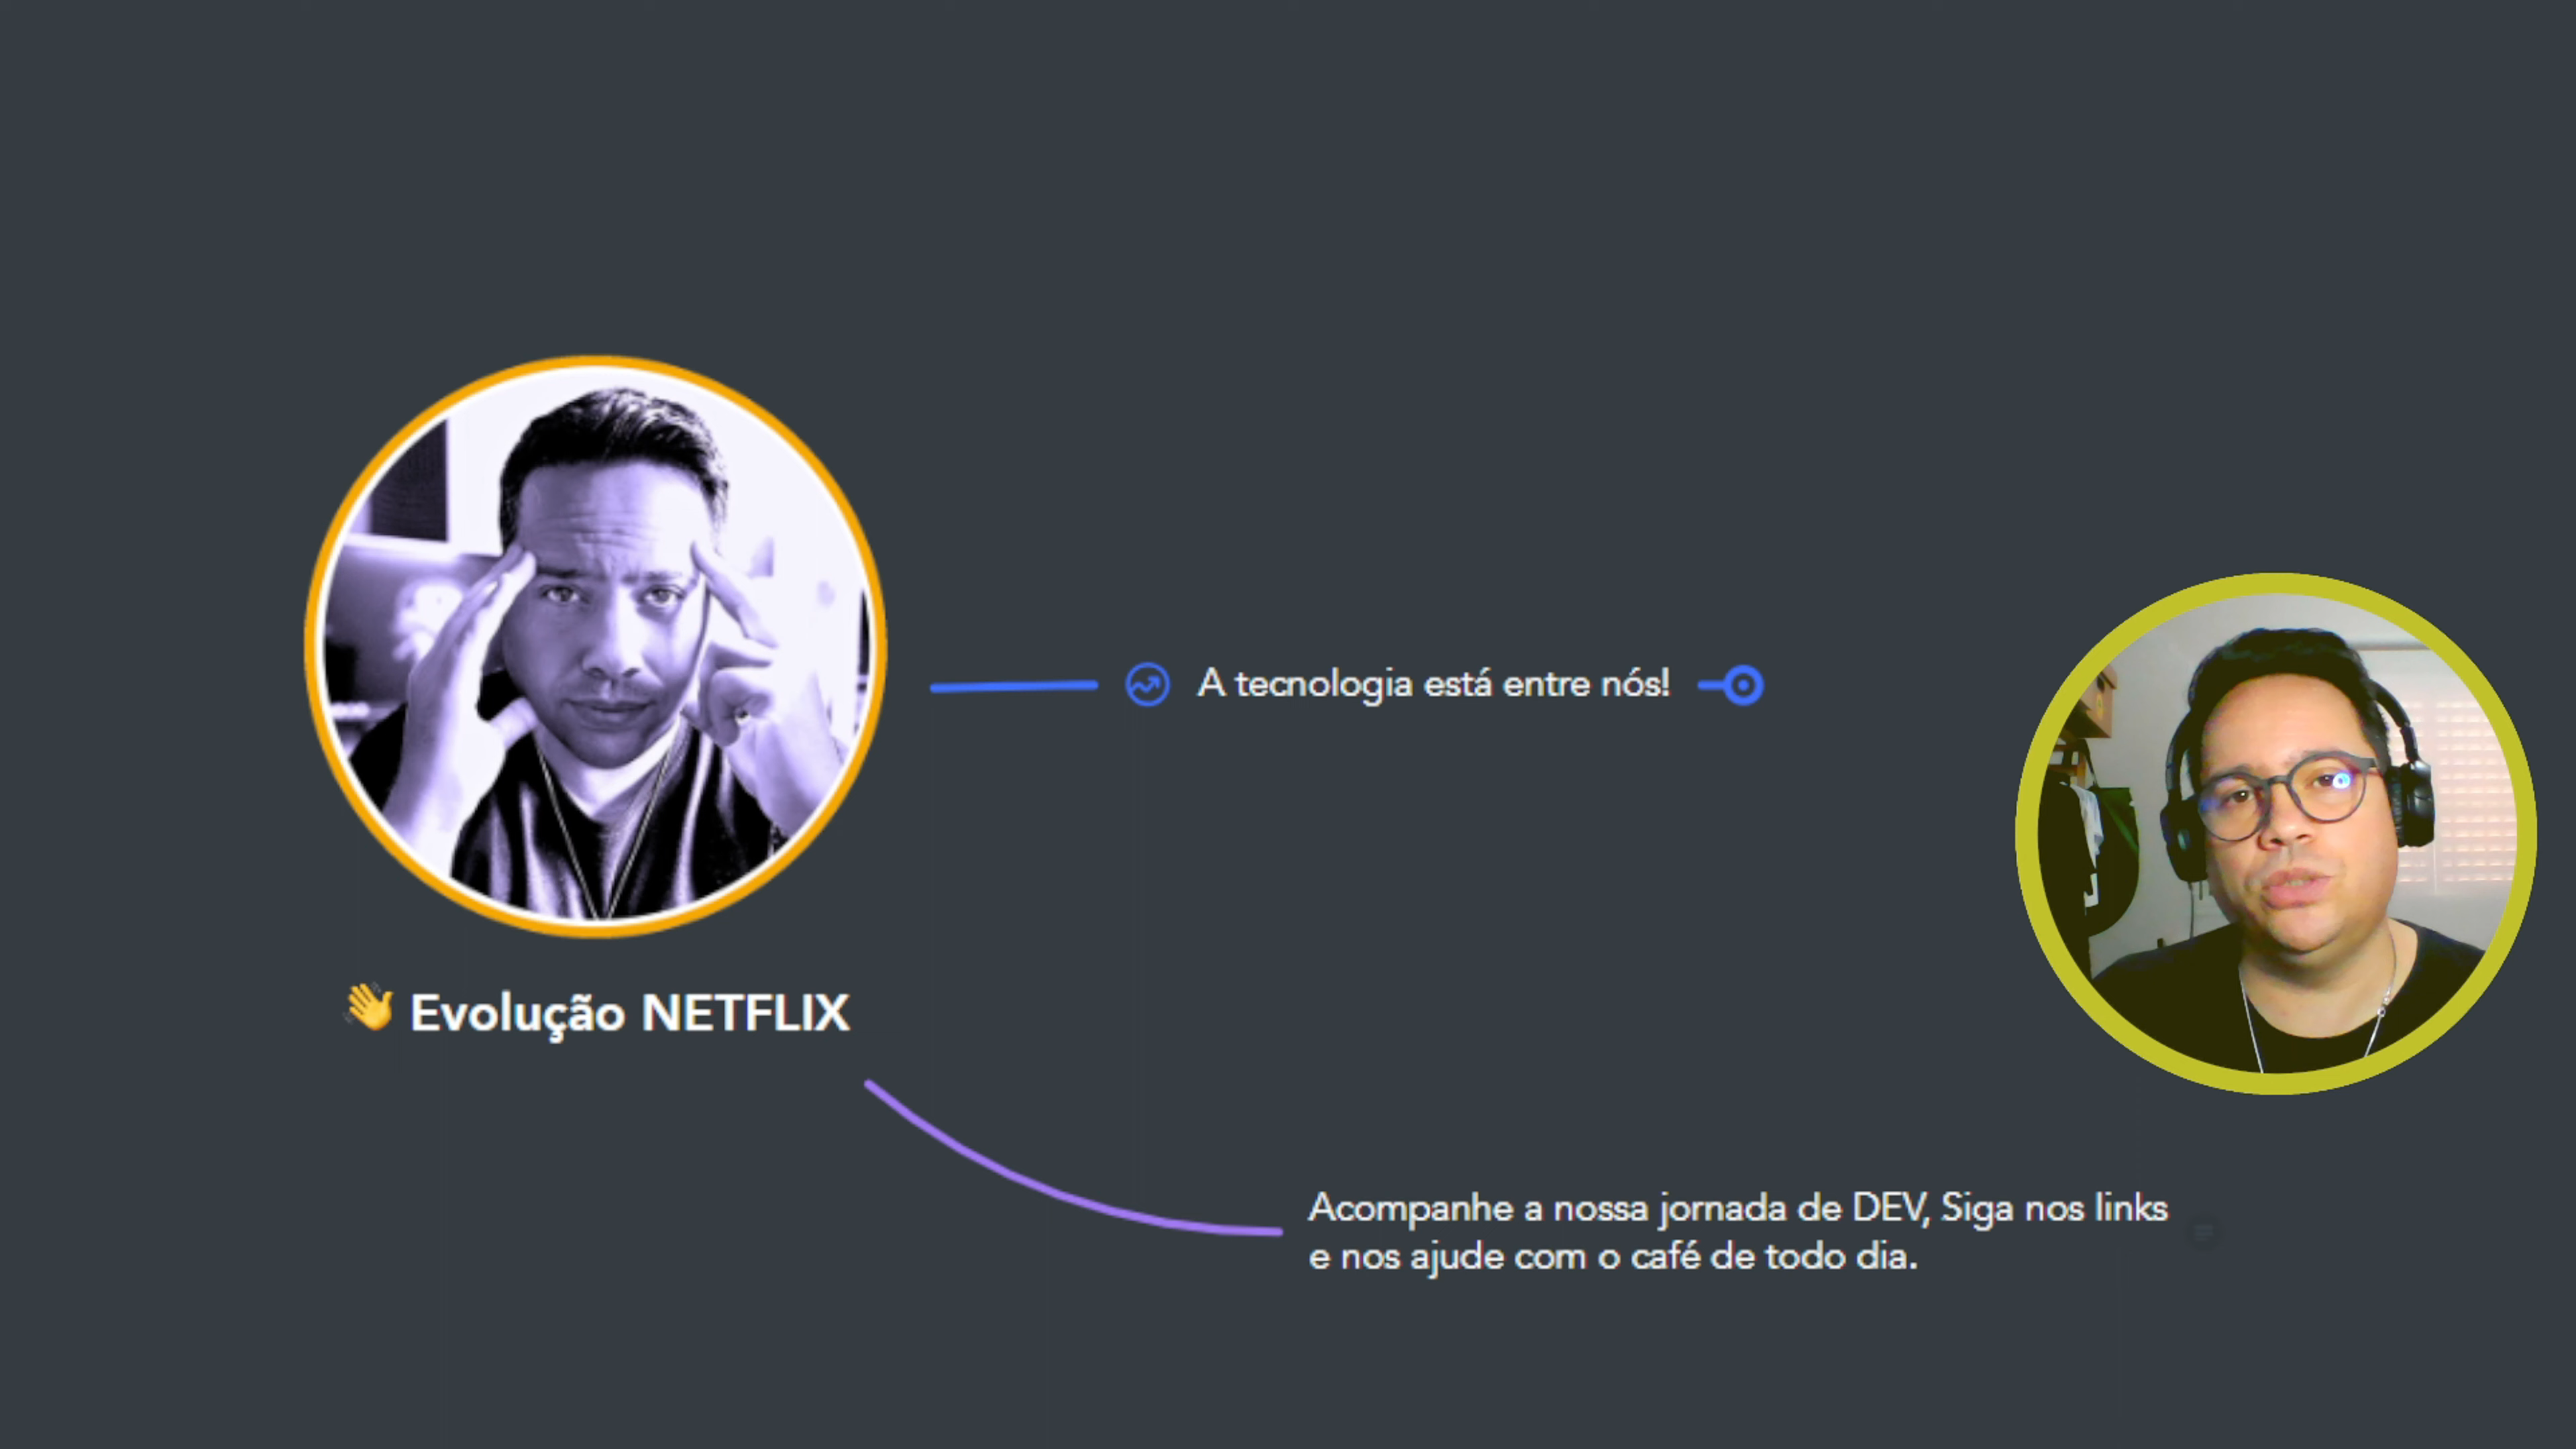 A tecnologia está entre nós!
👋 Evolução NETFLIX
Acompanhe a nossa jornada de DEV, Siga nos links
e nos ajude com o café de todo dia.